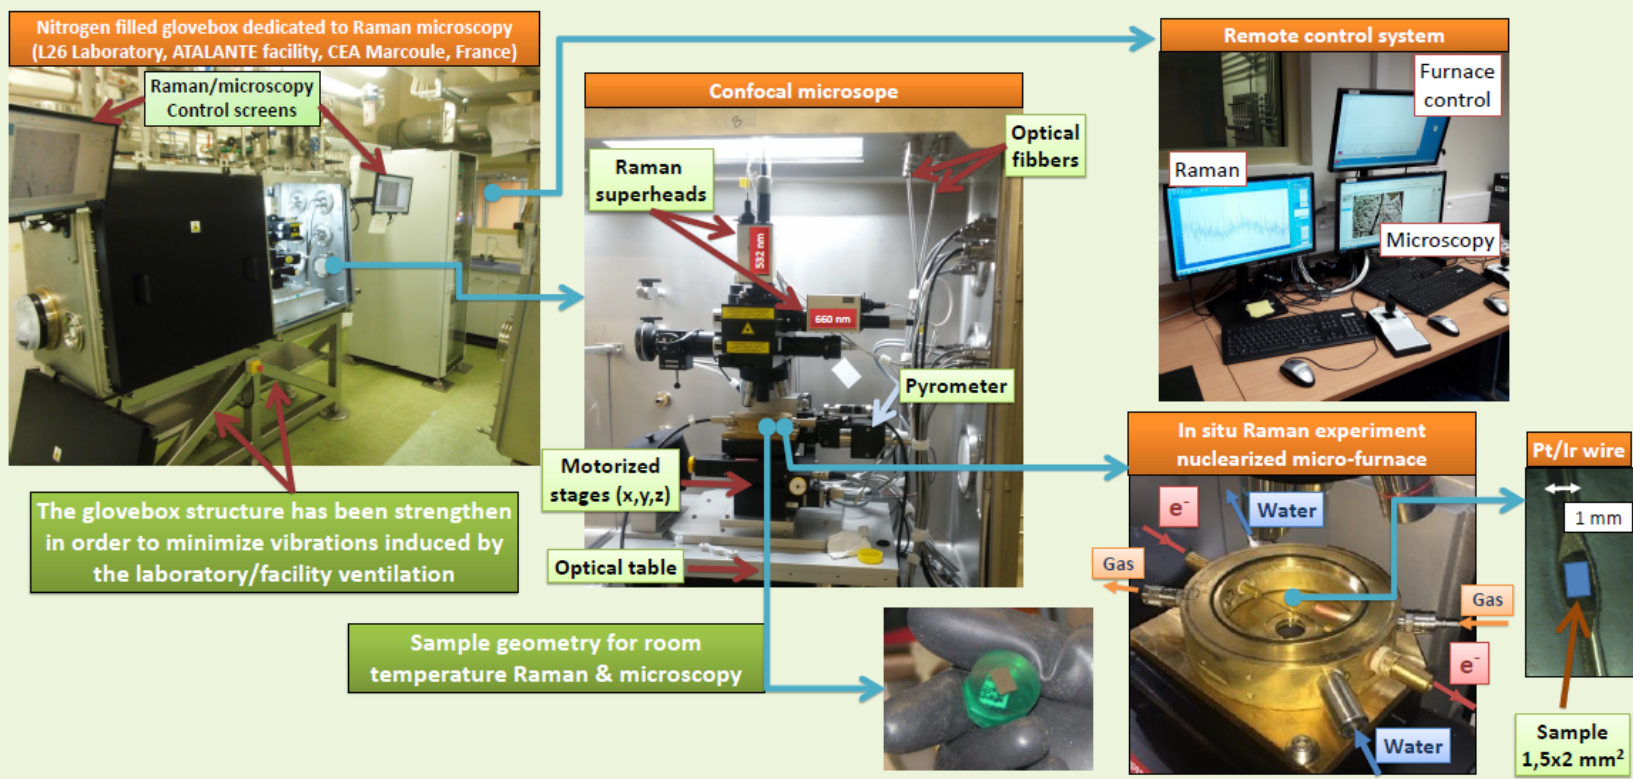 Nitrogen filled glovebox dedicated to Raman microscopy
(L26 Laboratory, ATALANTE facility, CEA Marcoule, France)
Raman/microscopy
Control screens
The glovebox structure has been strengthen
in order to minimize vibrations induced by
the laboratory/facility ventilation
Confocal microsope
Optical
fibbers
Raman
superheads
532 nm
660 nm
Pyrometer
Motorized
stages (x,y,z)
Optical table
Sample geometry for room
temperature Raman & microscopy
Remote control system
Furnace
control
Raman
Microscopy
In situ Raman experiment
nuclearized micro-furnace
e⁻
Water
Gas
Gas
e⁻
Water
Pt/Ir wire
1 mm
Sample
1,5x2 mm²